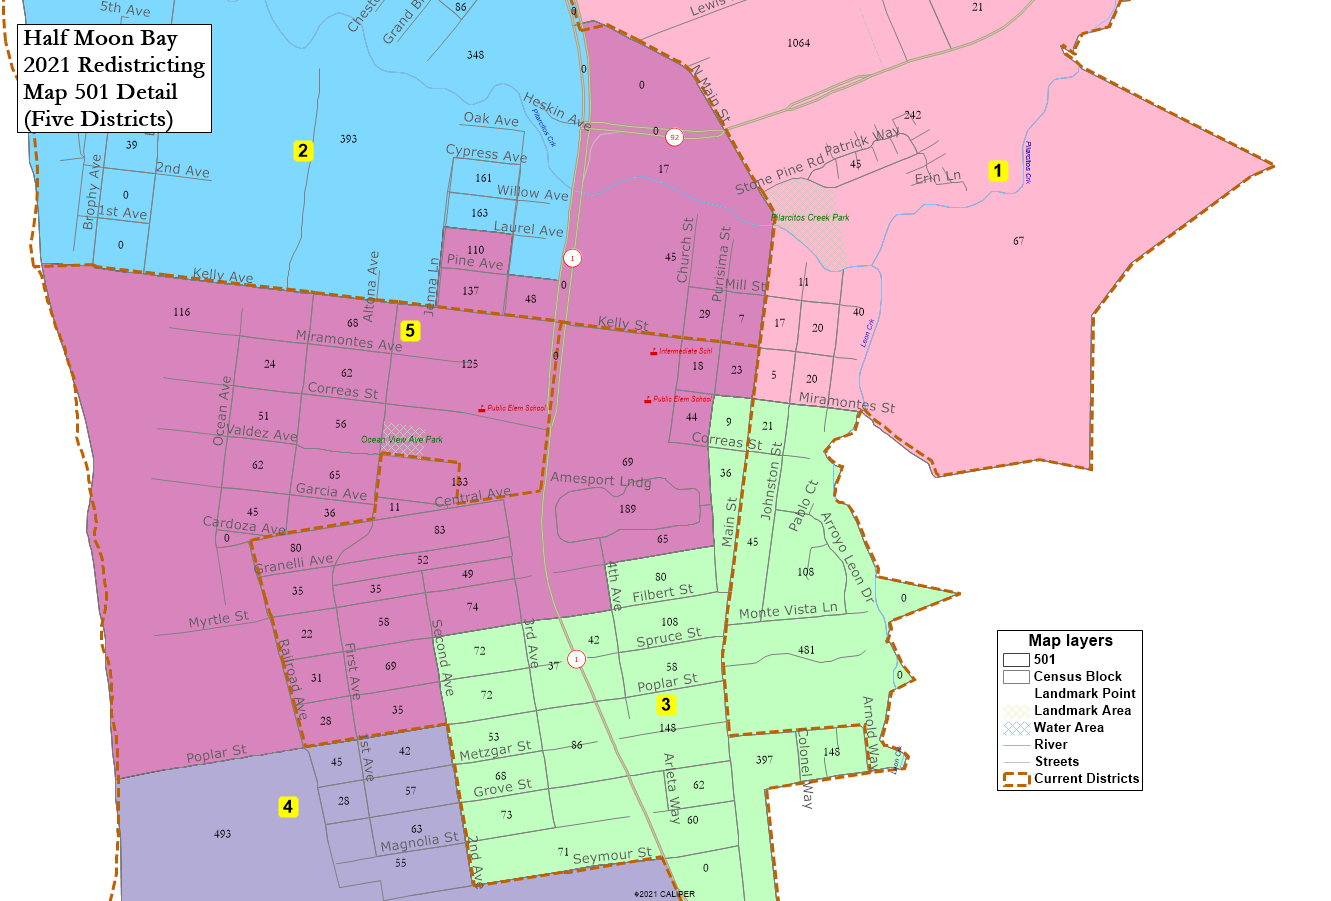 Half Moon Bay
2021 Redistricting
Map 501 Detail
(Five Districts)
5th Ave
Grand B
86
348
Lewis
21
1064
0
0
0
N Main St
242
39
2
393
Heskin Ave
Pilarcitos Crk
Oak Ave
0
92
Patrick Way
45
Stone Pine Rd
1
Pilarcitos Crk
2nd Ave
Cypress Ave
161
17
Erin Ln
Brophy Ave
0
Willow Ave
1st Ave
163
Pilarcitos Creek Park
Laurel Ave
0
110
Church St
Purisima St
67
Kelly Ave
Altona Ave
Jenna Ln
Pine Ave
1
45
137
48
0
Mill St
11
116
68
5
Kelly St
29
7
17
20
40
Leon Crk
Miramontes Ave
125
0
Intermediate Schl
24
62
18
23
5
20
Ocean Ave
Correas St
Public Elem School
Public Elem School
Miramontes St
51
56
44
9
21
Valdez Ave
Ocean View Ave Park
Correas St
62
65
133
69
36
Johnston St
Pablo Ct
Garcia Ave
Central Ave
Amesport Lndg
45
36
11
189
Main St
Arroyo Leon Dr
Cardoza Ave
0
80
83
65
45
Granelli Ave
52
49
80
108
35
35
4th Ave
Filbert St
0
Myrtle St
74
Monte Vista Ln
22
58
108
Railroad Ave
First Ave
Second Ave
3rd Ave
42
Spruce St
481
69
72
37
1
58
31
72
Poplar St
0
28
35
3
148
Arnold Way
Poplar St
53
1st Ave
42
Metzgar St
86
397
Colonel Way
148
Leon Crk
45
68
Arleta Way
62
4
28
57
Grove St
493
73
60
63
Magnolia St
55
2nd Ave
71
Seymour St
0
©2021 CALIPER
Map layers
501
Census Block
Landmark Point
Landmark Area
Water Area
River
Streets
Current Districts